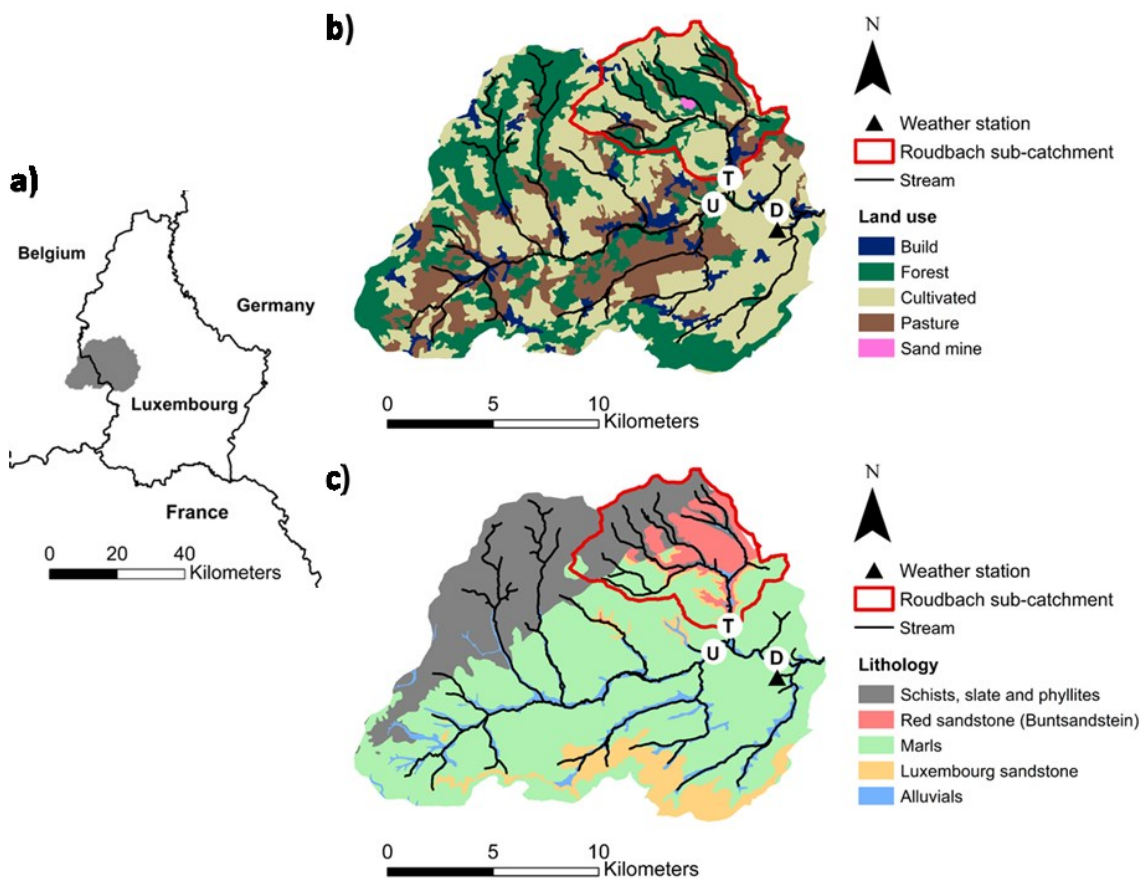 a)
Belgium
Germany
Luxembourg
France
0 20 40
Kilometers
b)
T
U
D
0 5 10
Kilometers
N
Weather station
Roudbach sub-catchment
Stream
Land use
Build
Forest
Cultivated
Pasture
Sand mine
c)
T
U
D
0 5 10
Kilometers
N
Weather station
Roudbach sub-catchment
Stream
Lithology
Schists, slate and phyllites
Red sandstone (Buntsandstein)
Marls
Luxembourg sandstone
Alluvials